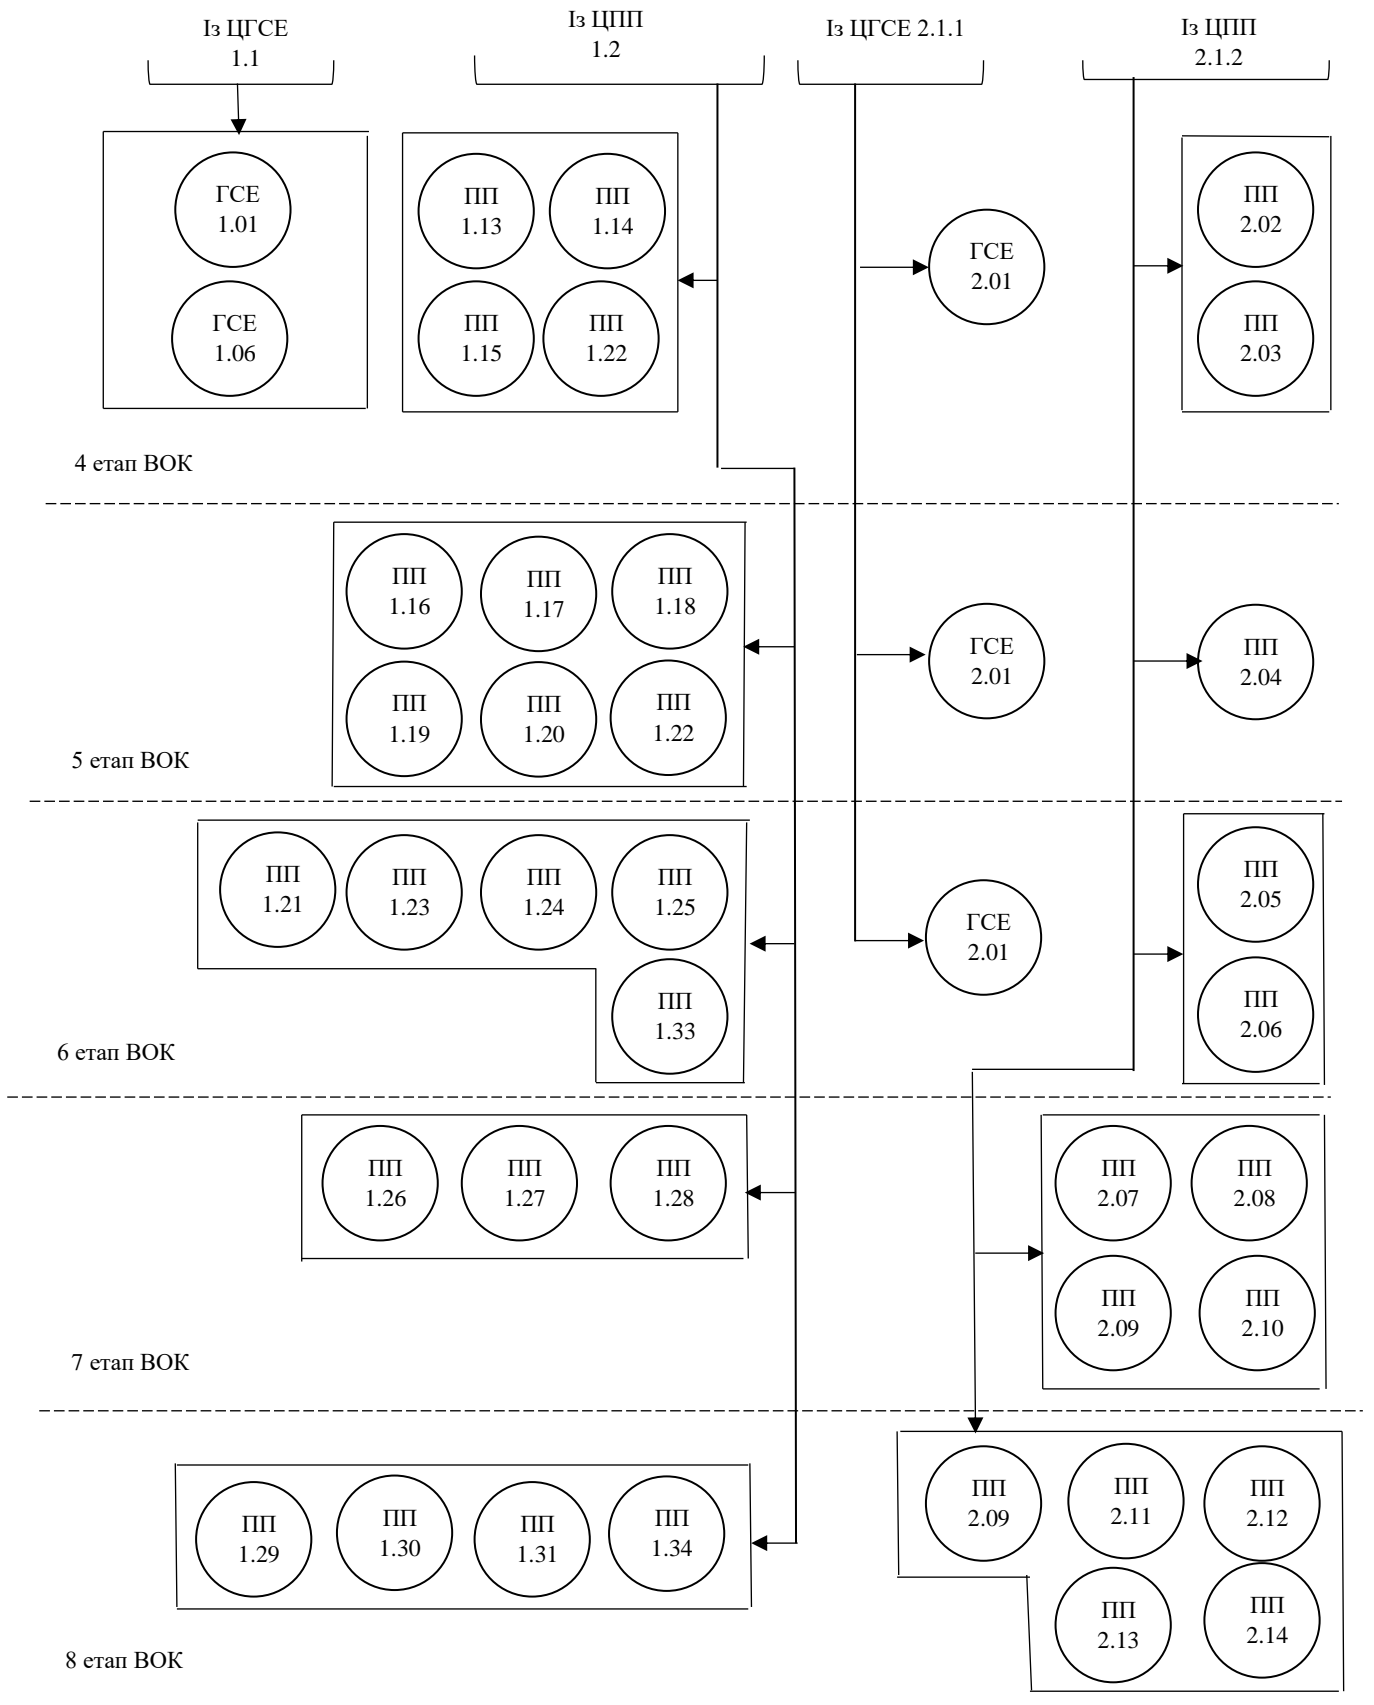 Із ЦГСЕ
1.1
Із ЦПП
1.2
Із ЦГСЕ 2.1.1
Із ЦПП
2.1.2
ГСЕ
1.01
ГСЕ
1.06
ПП
1.13
ПП
1.14
ПП
1.15
ПП
1.22
ГСЕ
2.01
ПП
2.02
ПП
2.03
4 етап ВОК
ПП
1.16
ПП
1.17
ПП
1.18
ПП
1.19
ПП
1.20
ПП
1.22
ГСЕ
2.01
ПП
2.04
5 етап ВОК
ПП
1.21
ПП
1.23
ПП
1.24
ПП
1.25
ПП
1.33
ГСЕ
2.01
ПП
2.05
ПП
2.06
6 етап ВОК
ПП
1.26
ПП
1.27
ПП
1.28
ПП
2.07
ПП
2.08
ПП
2.09
ПП
2.10
7 етап ВОК
ПП
1.29
ПП
1.30
ПП
1.31
ПП
1.34
ПП
2.09
ПП
2.11
ПП
2.12
ПП
2.13
ПП
2.14
8 етап ВОК